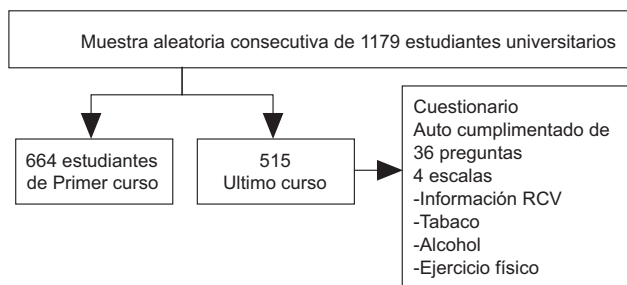 Muestra aleatoria consecutiva de 1179 estudiantes universitarios
664 estudiantes
de Primer curso
515
Ultimo curso
Cuestionario
Auto cumplimentado de
36 preguntas
4 escalas
-Información RCV
-Tabaco
-Alcohol
-Ejercicio físico